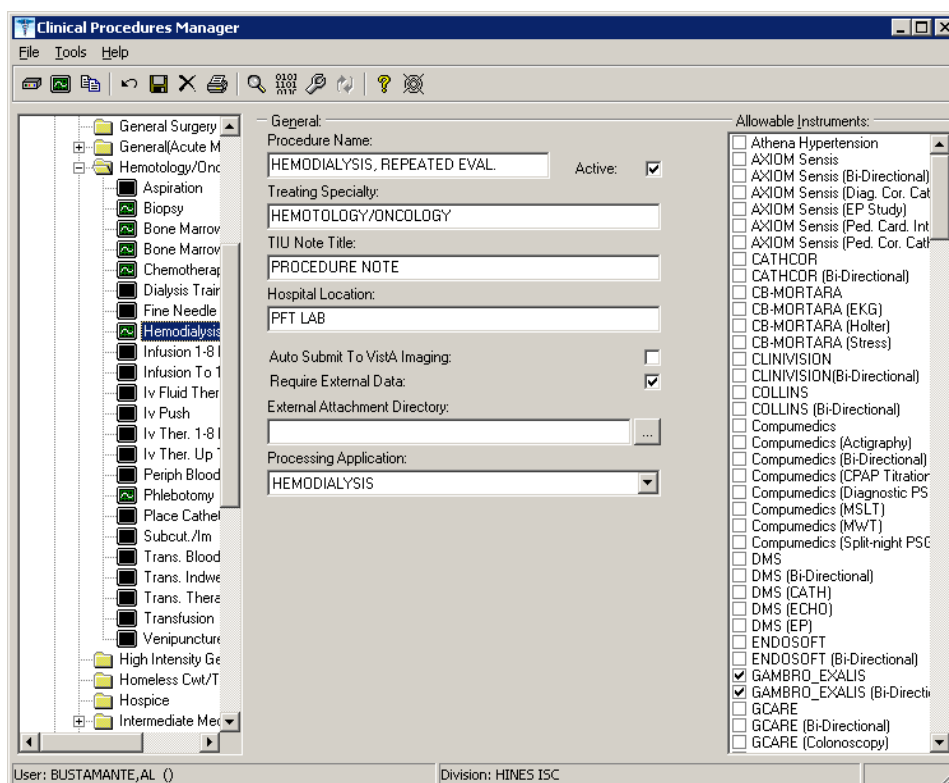 Clinical Procedures Manager
File Tools Help
General Surgery
General(Acute M
Hemotology/Onc
Aspiration
Biopsy
Bone Marrow
Bone Marrow
Chemotherap
Dialysis Train
Fine Needle
Hemodialysis
Infusion 1-8
Infusion To 1
Iv Fluid Ther
Iv Push
Iv Ther. 1-8
Iv Ther. Up
Periph Blood
Phlebotomy
Place Cathet
Subcut./Im
Trans. Blood
Trans. Indwe
Trans. Thera
Transfusion
Venipuncture
High Intensity Ge
Homeless Cwt/T
Hospice
Intermediate Med
General:
Procedure Name:
HEMODIALYSIS, REPEATED EVAL.
Active:
Treating Specialty:
HEMOTOLOGY/ONCOLOGY
TIU Note Title:
PROCEDURE NOTE
Hospital Location:
PFT LAB
Auto Submit To VistA Imaging:
Require External Data:
External Attachment Directory:
...
Processing Application:
HEMODIALYSIS
Allowable Instruments:
Athena Hypertension
AXIOM Sensis
AXIOM Sensis (Bi-Directional)
AXIOM Sensis (Diag. Cor. Cat
AXIOM Sensis (EP Study)
AXIOM Sensis (Ped. Card. Int
AXIOM Sensis (Ped. Cor. Cath
CATHCOR
CATHCOR (Bi-Directional)
CB-MORTARA
CB-MORTARA (EKG)
CB-MORTARA (Holter)
CB-MORTARA (Stress)
CLINIVISION
CLINIVISION(Bi-Directional)
COLLINS
COLLINS (Bi-Directional)
Compumedics
Compumedics (Actigraphy)
Compumedics (Bi-Directional)
Compumedics (CPAP Titration
Compumedics (Diagnostic PS
Compumedics (MSLT)
Compumedics (MWT)
Compumedics (Split-night PSG
DMS
DMS (Bi-Directional)
DMS (CATH)
DMS (ECHO)
DMS (EP)
ENDOSOFT
ENDOSOFT (Bi-Directional)
GAMBRO_EXALIS
GAMBRO_EXALIS (Bi-Directi
GCARE
GCARE (Bi-Directional)
GCARE (Colonoscopy)
User: BUSTAMANTE,AL ()
Division: HINES ISC